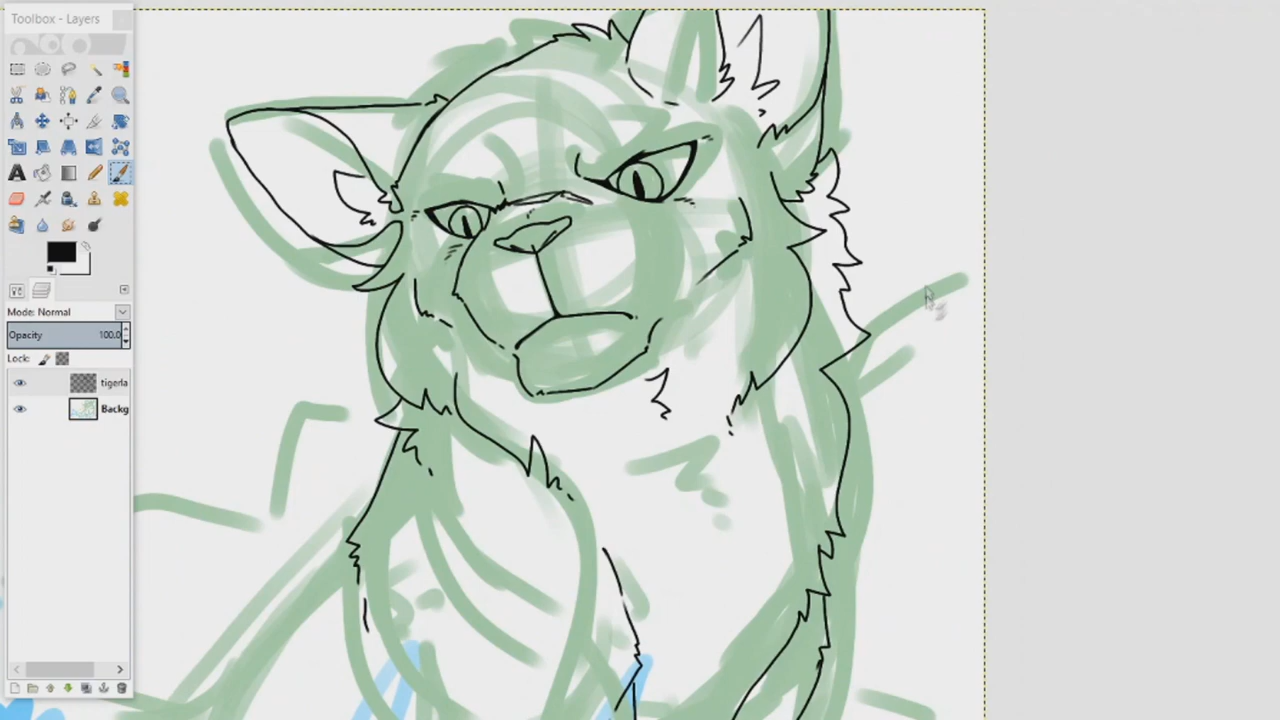 Toolbox - Layers
Mode: Normal
Opacity 100.0
Lock:
tigerla
Backg